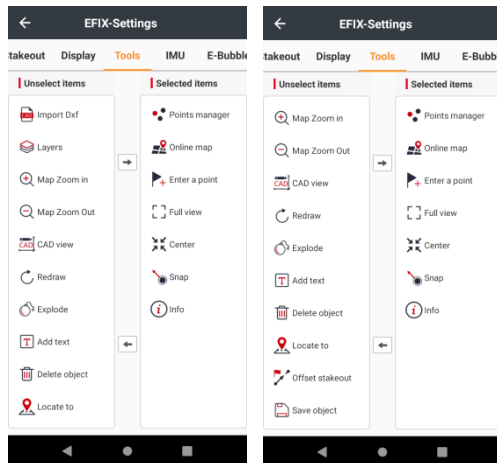 EFIX-Settings
Stakeout Display Tools IMU E-Bubble
Unselect items
Import Dxf
Layers
Map Zoom in
Map Zoom Out
CAD view
Redraw
Explode
Add text
Delete object
Locate to
Selected items
Points manager
Online map
Enter a point
Full view
Center
Snap
Info
EFIX-Settings
takeout Display Tools IMU E-Bubb
Unselect items
Map Zoom in
Map Zoom Out
CAD view
Redraw
Explode
Add text
Delete object
Locate to
Offset stakeout
Save object
Selected items
Points manager
Online map
Enter a point
Full view
Center
Snap
Info